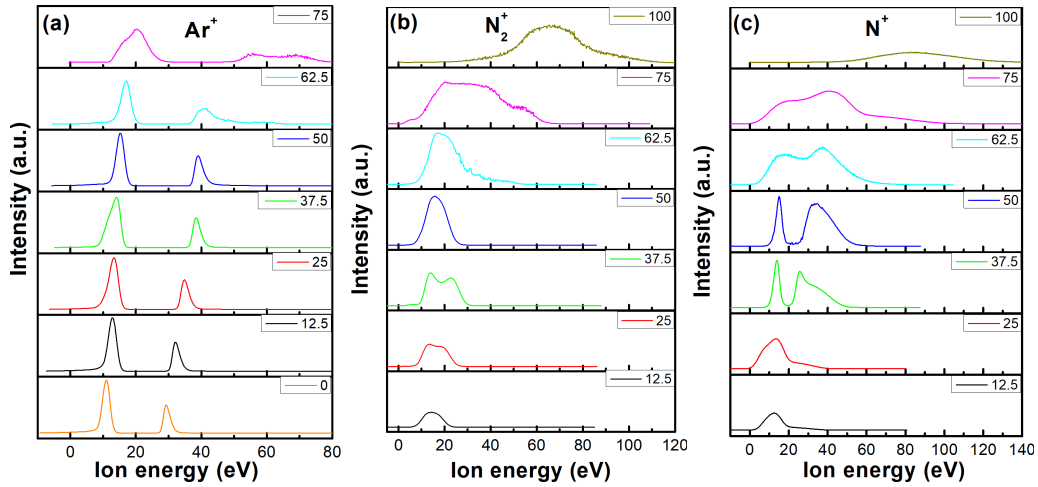 (a) Ar+
75
62.5
50
37.5
25
12.5
0
Intensity (a.u.)
0 20 40 60 80
Ion energy (eV)
(b) N2+
100
75
62.5
50
37.5
25
12.5
Intensity (a.u.)
0 20 40 60 80 100 120
Ion energy (eV)
(c) N+
100
75
62.5
50
37.5
25
12.5
Intensity (a.u.)
0 20 40 60 80 100 120 140
Ion energy (eV)